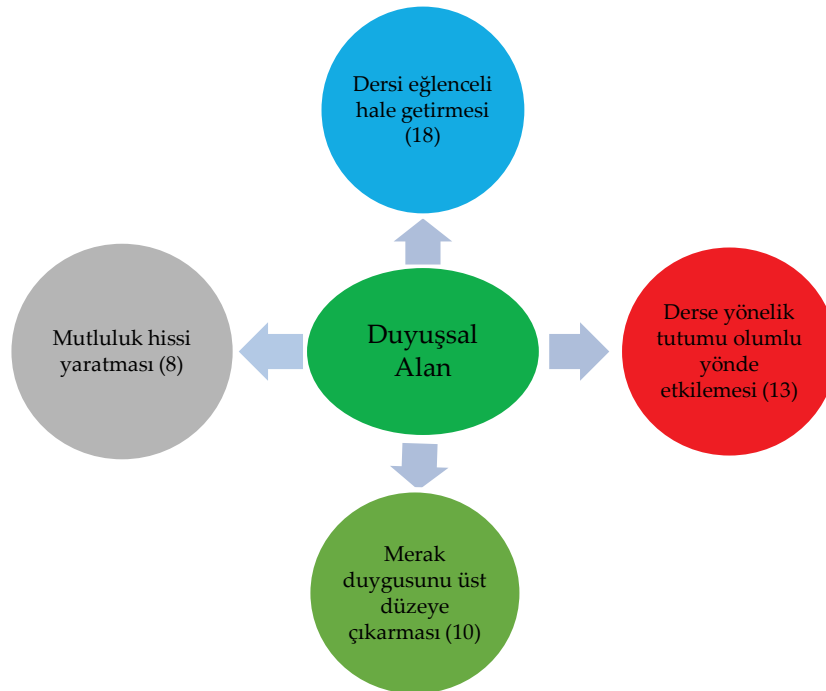 Dersi eğlenceli
hale getirmesi
(18)
Mutluluk hissi
yaratması (8)
Duyuşsal
Alan
Derse yönelik
tutumu olumlu
yönde
etkilemesi (13)
Merak
duygusunu üst
düzeye
çıkarması (10)